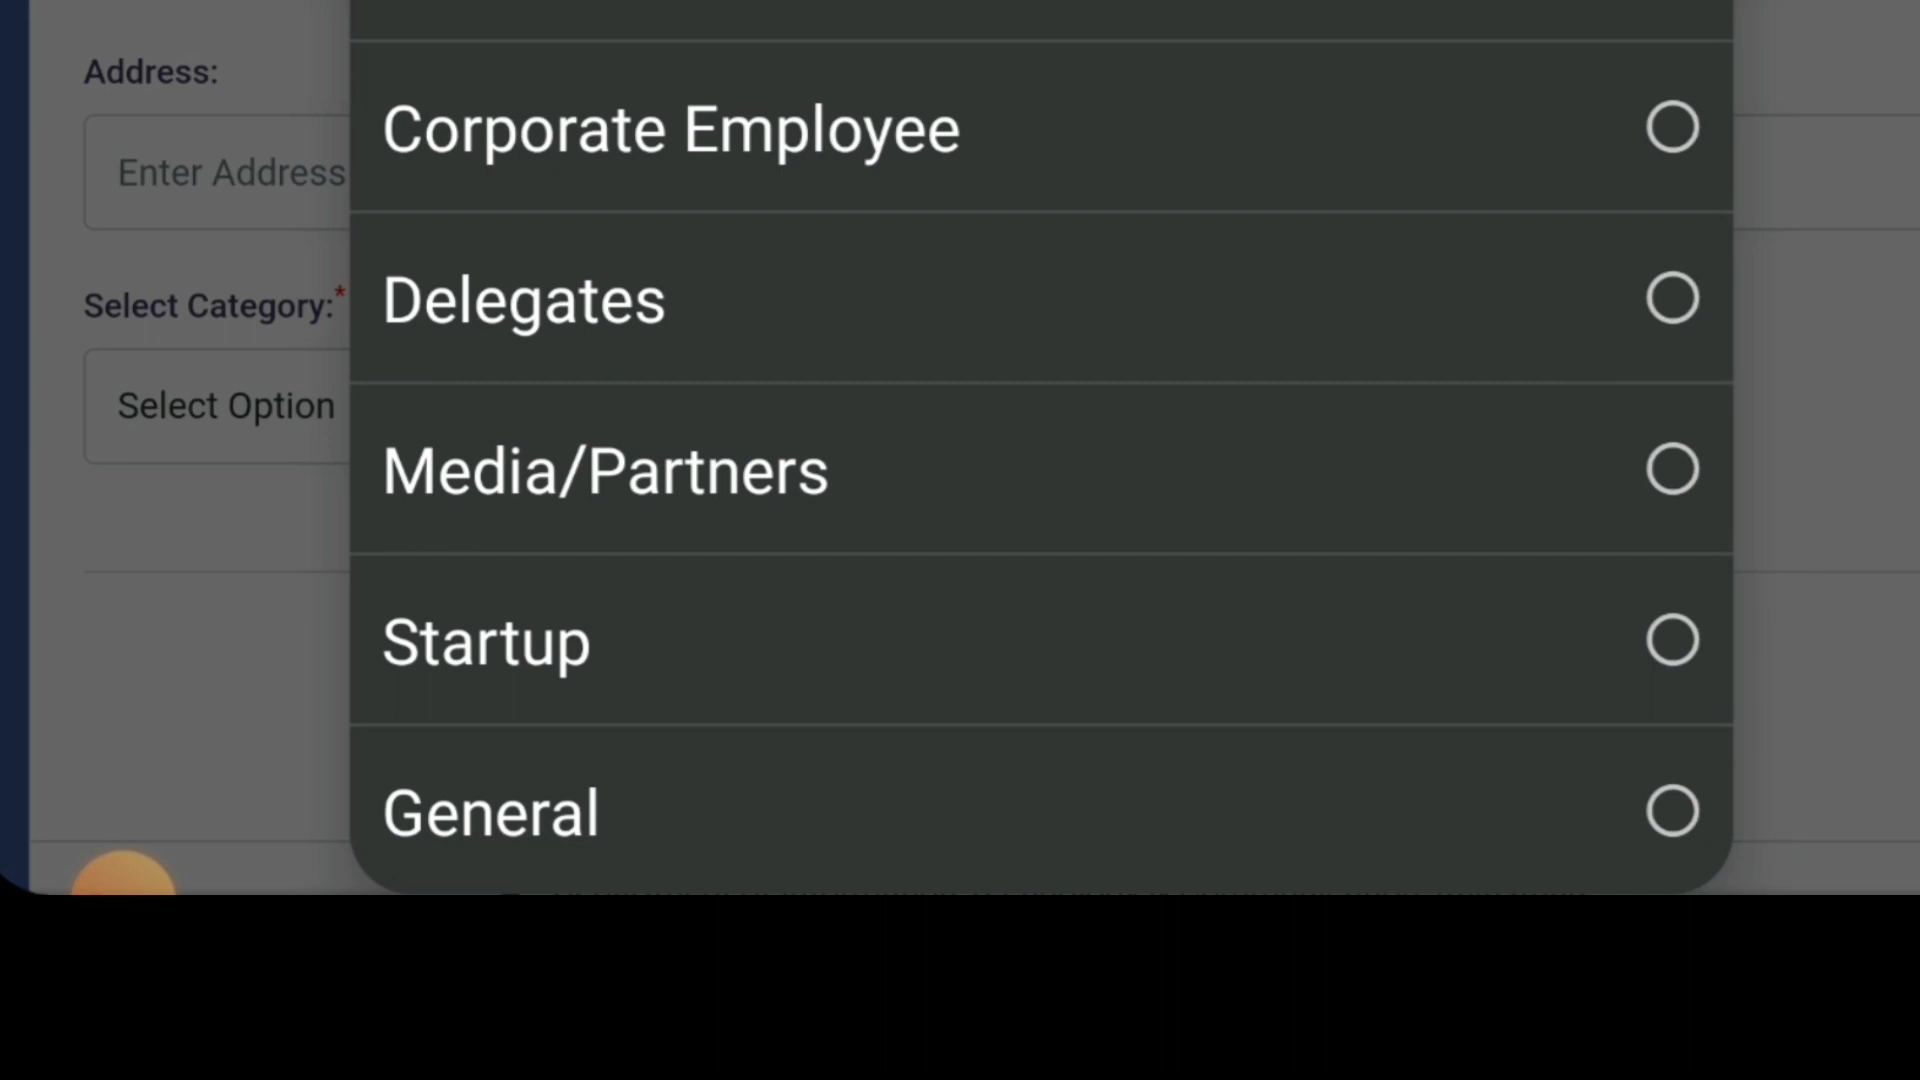 Address:
Enter Address
Select Category:*
Select Option
Corporate Employee
Delegates
Media/Partners
Startup
General